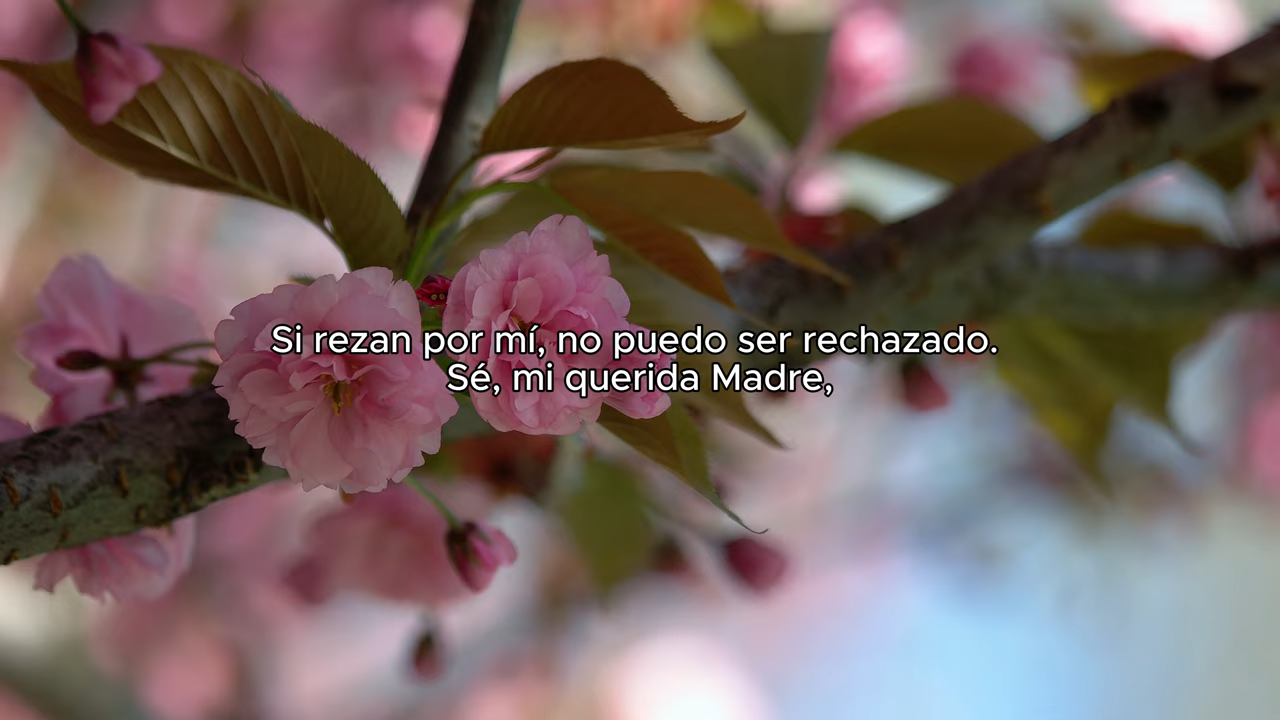 Si rezan por mí, no puedo ser rechazado.
Sé, mi querida Madre,